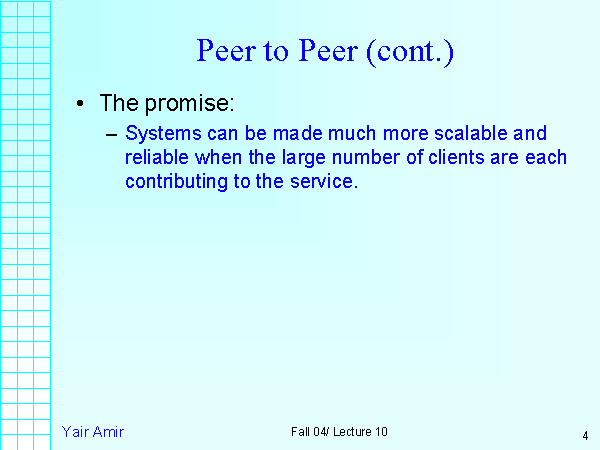 Peer to Peer (cont.)
• The promise:
– Systems can be made much more scalable and
reliable when the large number of clients are each
contributing to the service.
Yair Amir
Fall 04/ Lecture 10
4